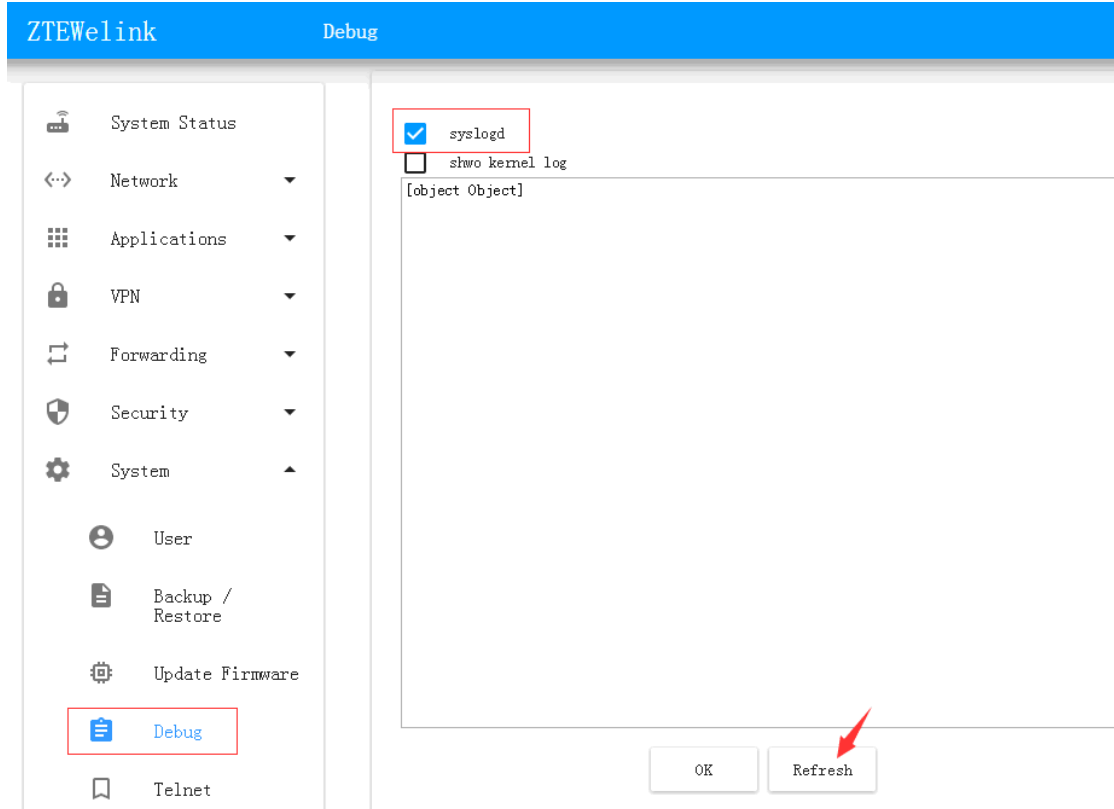 ZTEWelink
Debug
System Status
Network
Applications
VPN
Forwarding
Security
System
User
Backup /
Restore
Update Firmware
Debug
Telnet
syslogd
shwo kernel log
[object Object]
OK
Refresh